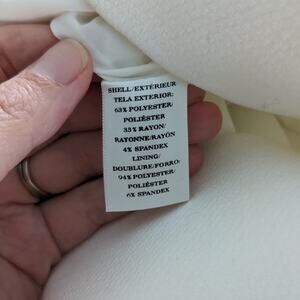 SHELL/EXTÉRIEUR
TELA EXTERIOR:
63% POLYESTER/
POLIÉSTER
33% RAYON/
RAYONNE/RAYÓN
4% SPANDEX
LINING/
DOUBLURE/FORRO:
94% POLYESTER/
POLIÉSTER
6% SPANDEX